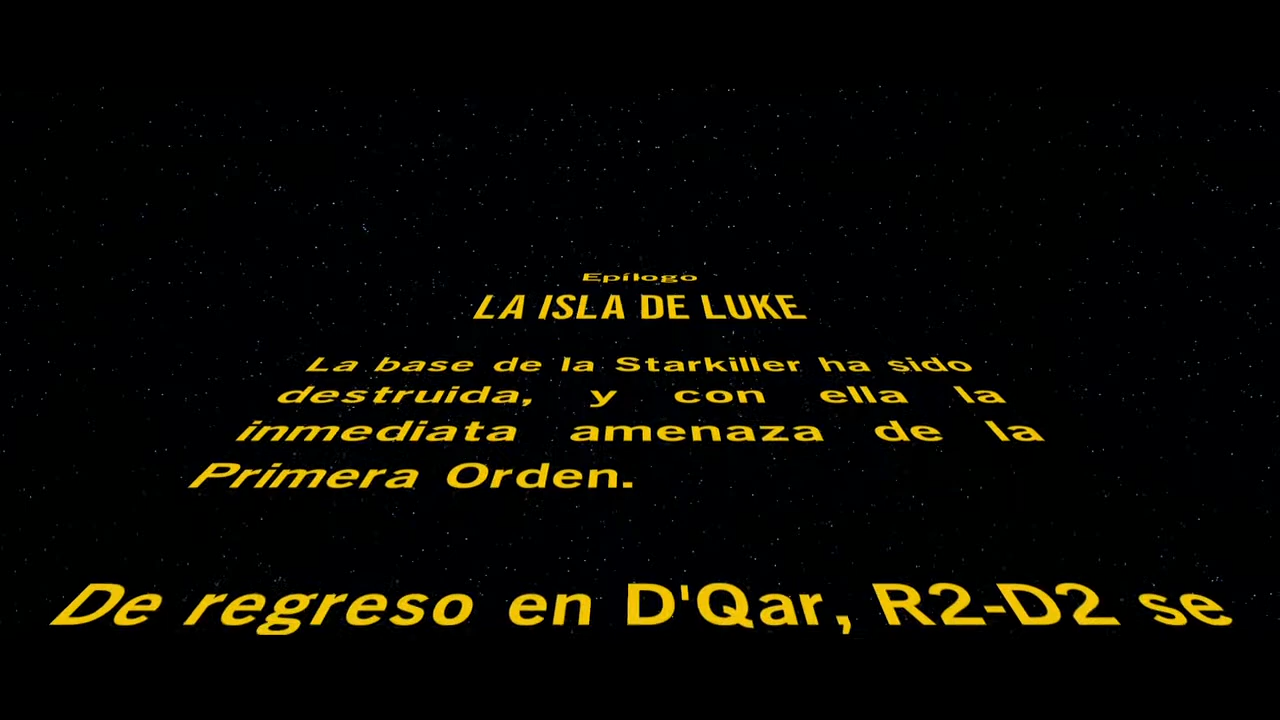 Epílogo
LA ISLA DE LUKE
La base de la Starkiller ha sido
destruida, y con ella la
inmediata amenaza de la
Primera Orden.
De regreso en D'Qar, R2-D2 se